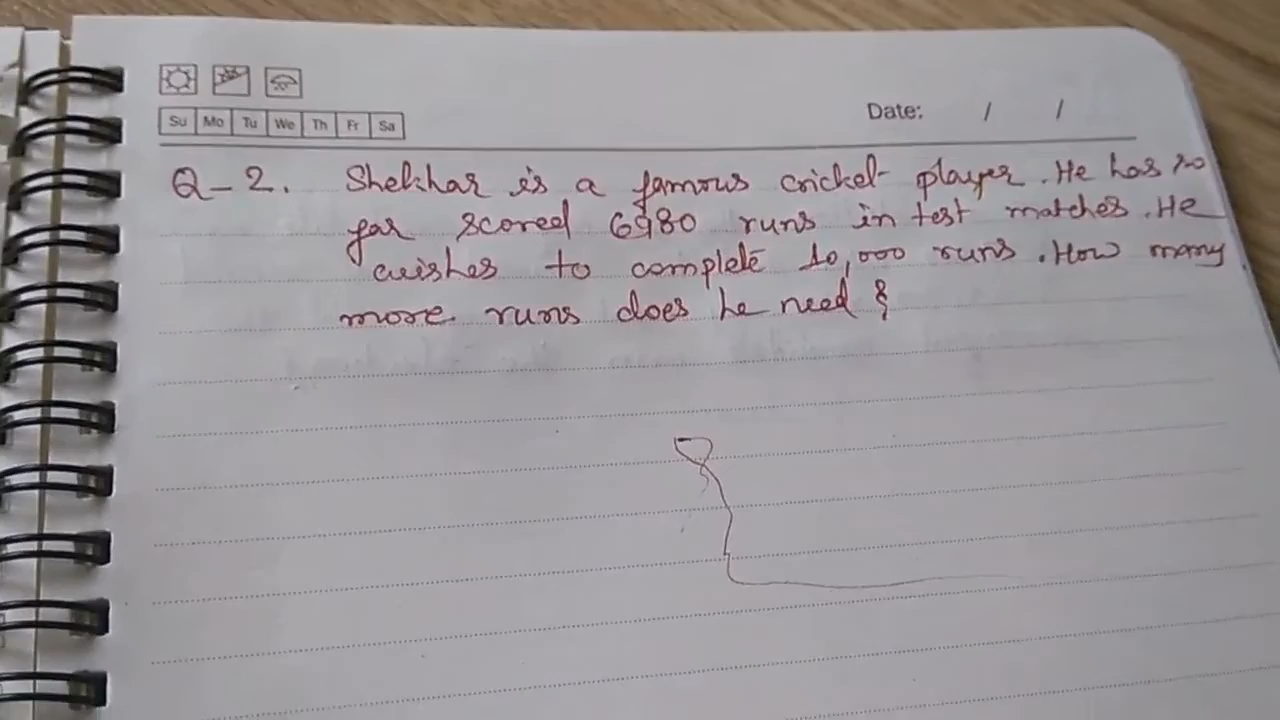 Su Mo Tu We Th Fr Sa
Date: / /
Q-2. Shekhar is a famous cricket player. He has so
far scored 6980 runs in test matches. He
wishes to complete 10,000 runs. How many
more runs does he need ?